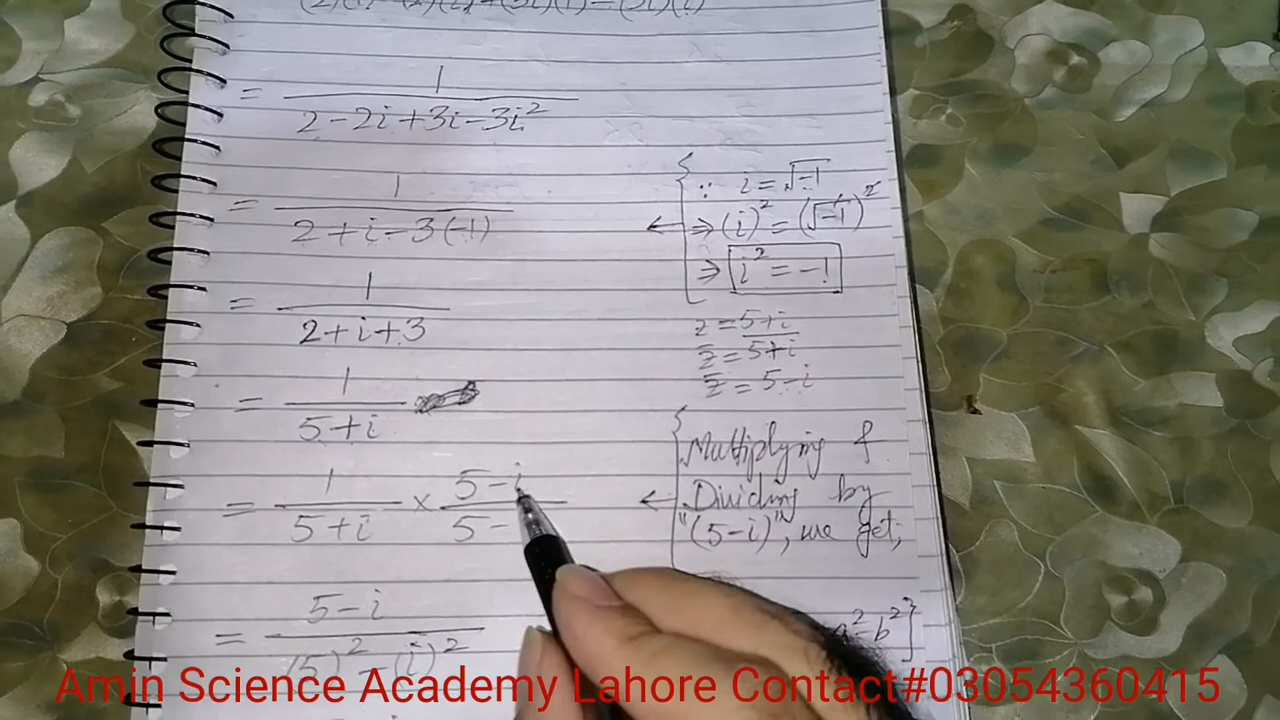 = 1 / 2-2i+3i-3i²
= 1 / 2+i-3(-1)
= 1 / 2+i+3
= 1 / 5+i
= 1 / 5+i × 5-i / 5-
= 5-i / (5)²-(i)²
{∵ i=√-1
← ⇒ (i)²=(√-1)²
⇒ i²=-1
z=5+i
z̅=5+i
z̅=5-i
{Multiplying &
← Dividing by
"(5-i)", we get,
a²-b²}
Amin Science Academy Lahore Contact#03054360415